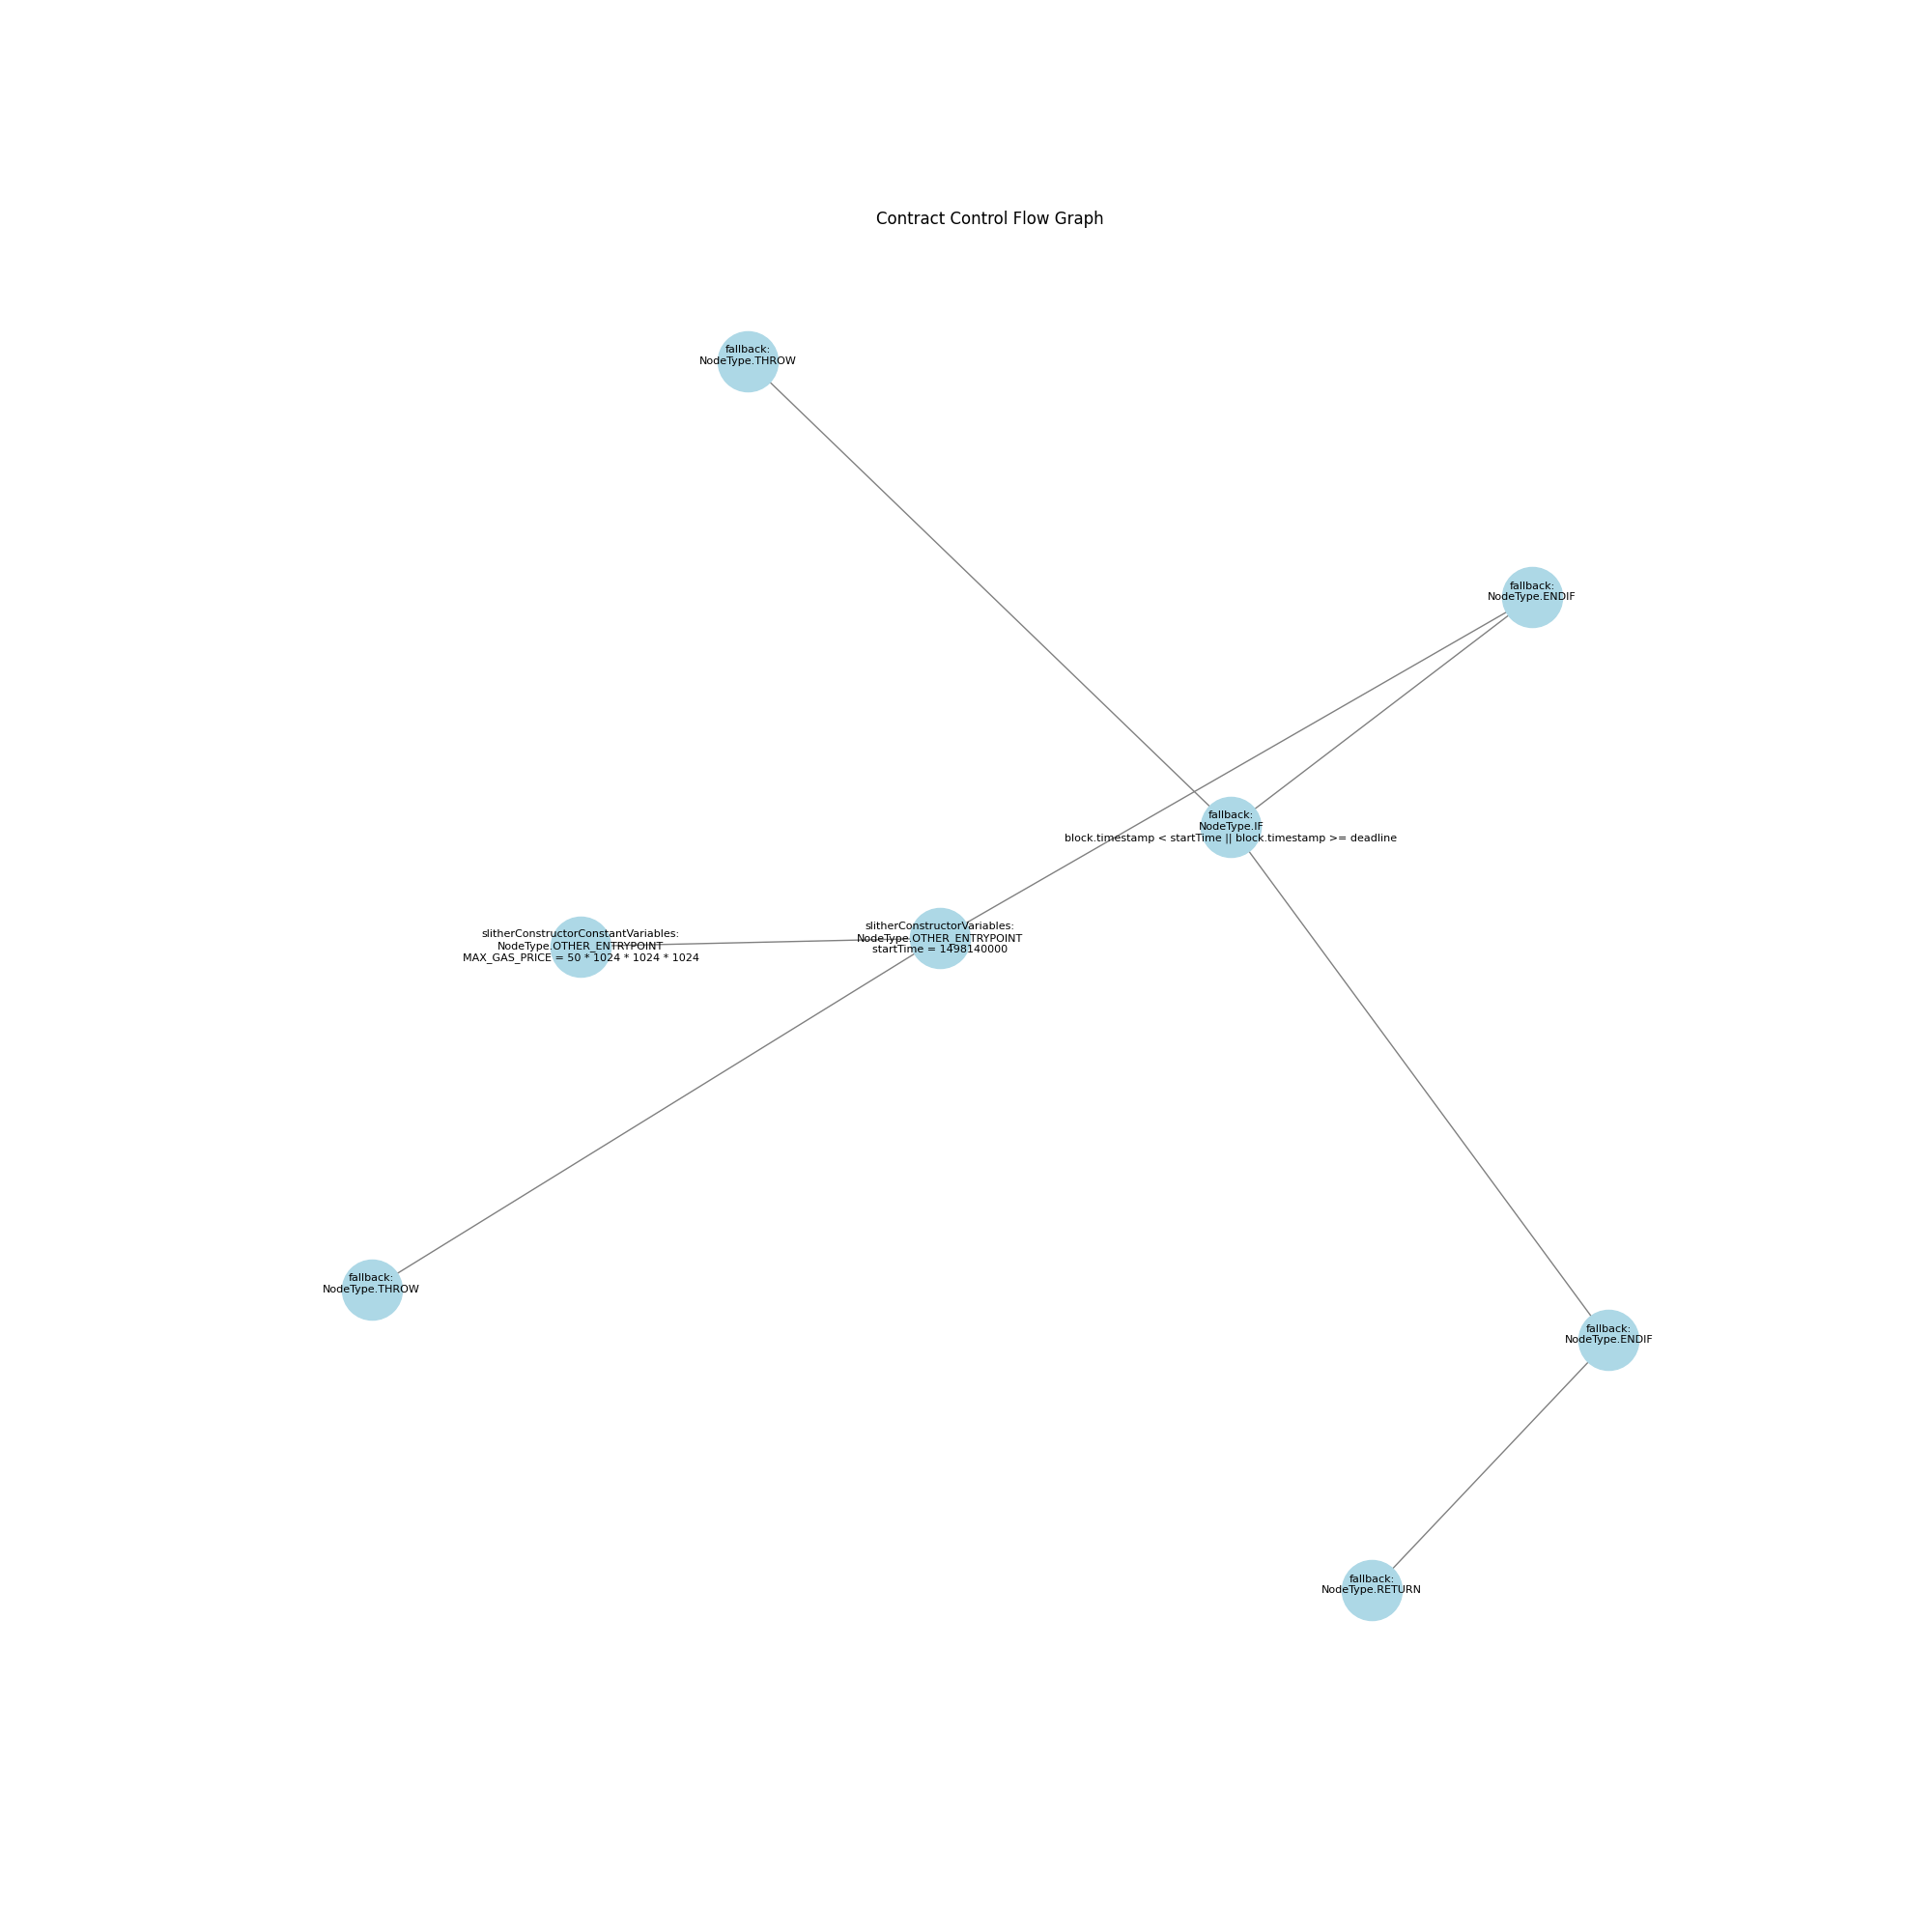 Contract Control Flow Graph
fallback:
NodeType.THROW
fallback:
NodeType.ENDIF
fallback:
NodeType.IF
block.timestamp < startTime || block.timestamp >= deadline
slitherConstructorConstantVariables:
NodeType.OTHER_ENTRYPOINT
MAX_GAS_PRICE = 50 * 1024 * 1024 * 1024
slitherConstructorVariables:
NodeType.OTHER_ENTRYPOINT
startTime = 1498140000
fallback:
NodeType.THROW
fallback:
NodeType.ENDIF
fallback:
NodeType.RETURN